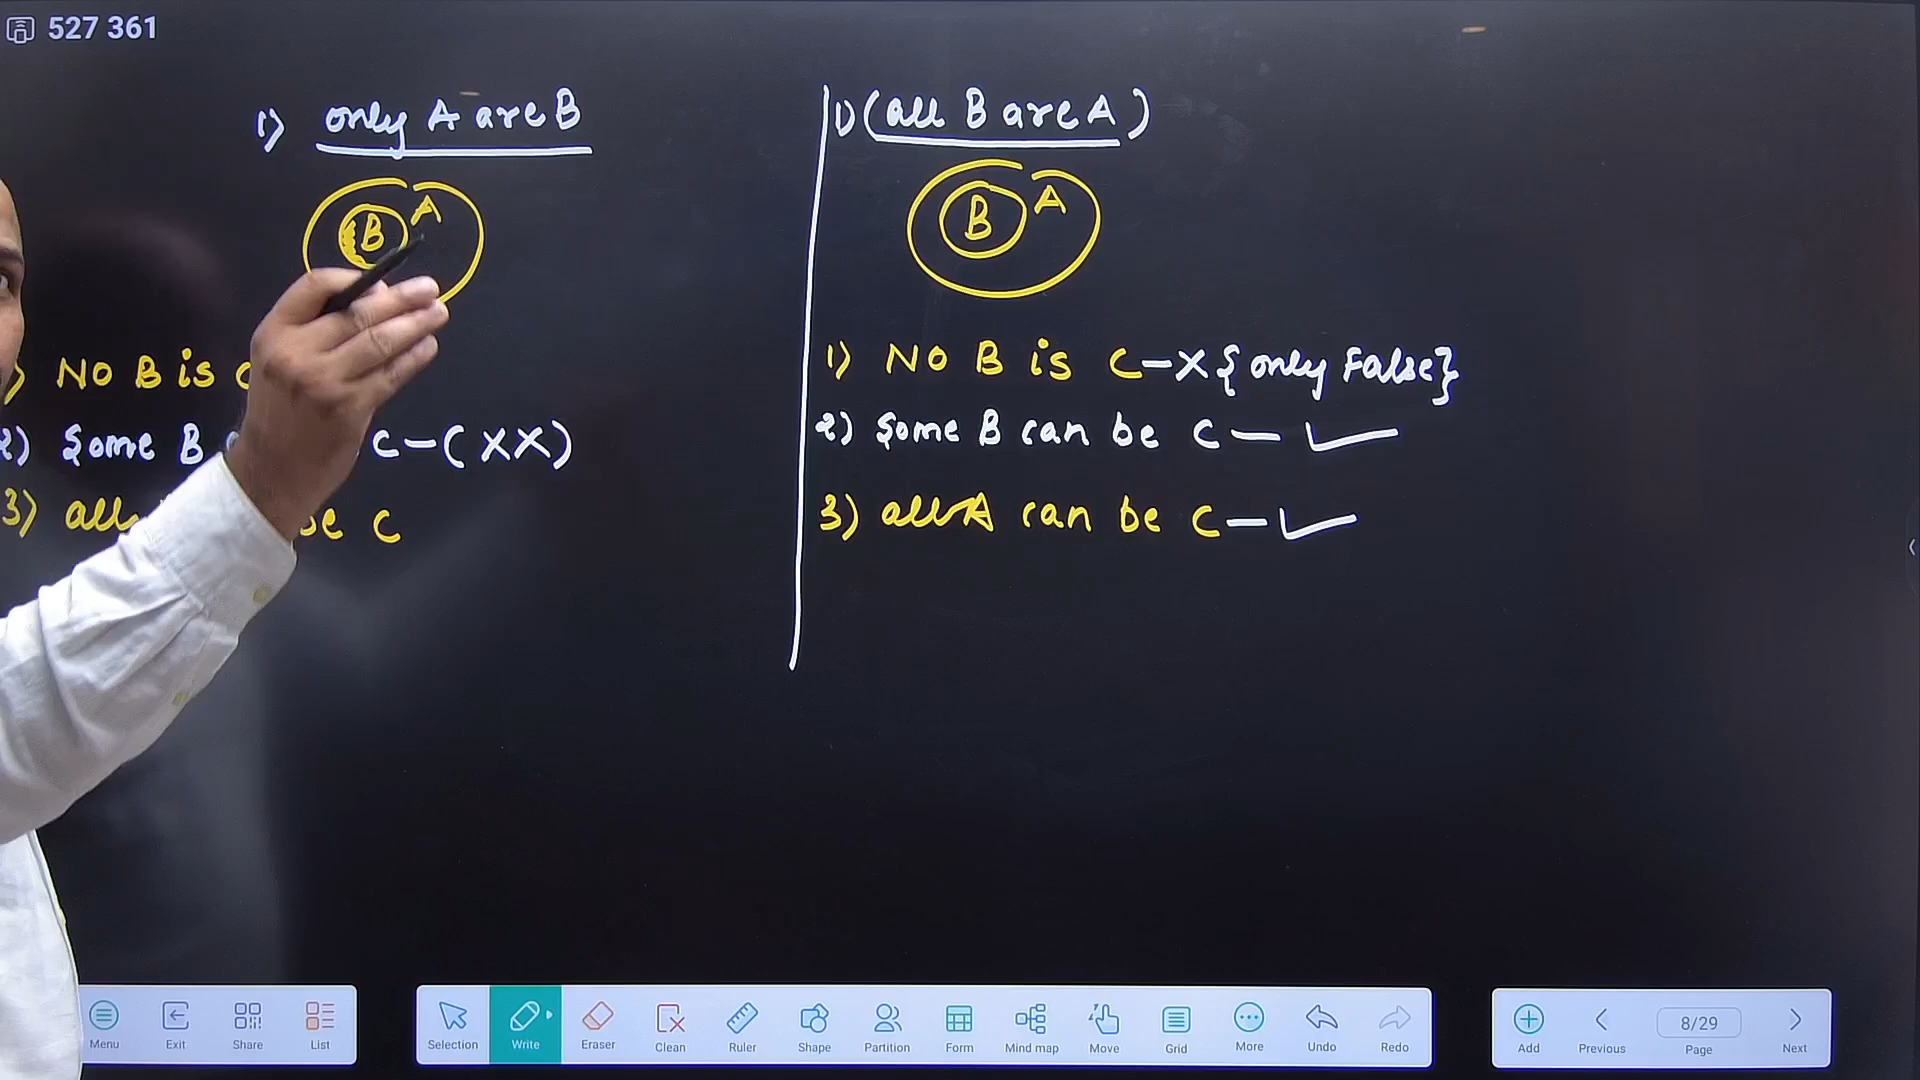 527 361
1) only A are B
B A
NO B is C
2) Some B C-(XX)
3) all be C
1) (all B are A)
B A
1) NO B is C-X{only False}
2) Some B can be C-✓
3) all A can be C-✓
Menu Exit Share List
Selection Write Eraser Clean Ruler Shape Partition Form Mind map Move Grid More Undo Redo
Add Previous 8/29 Page Next